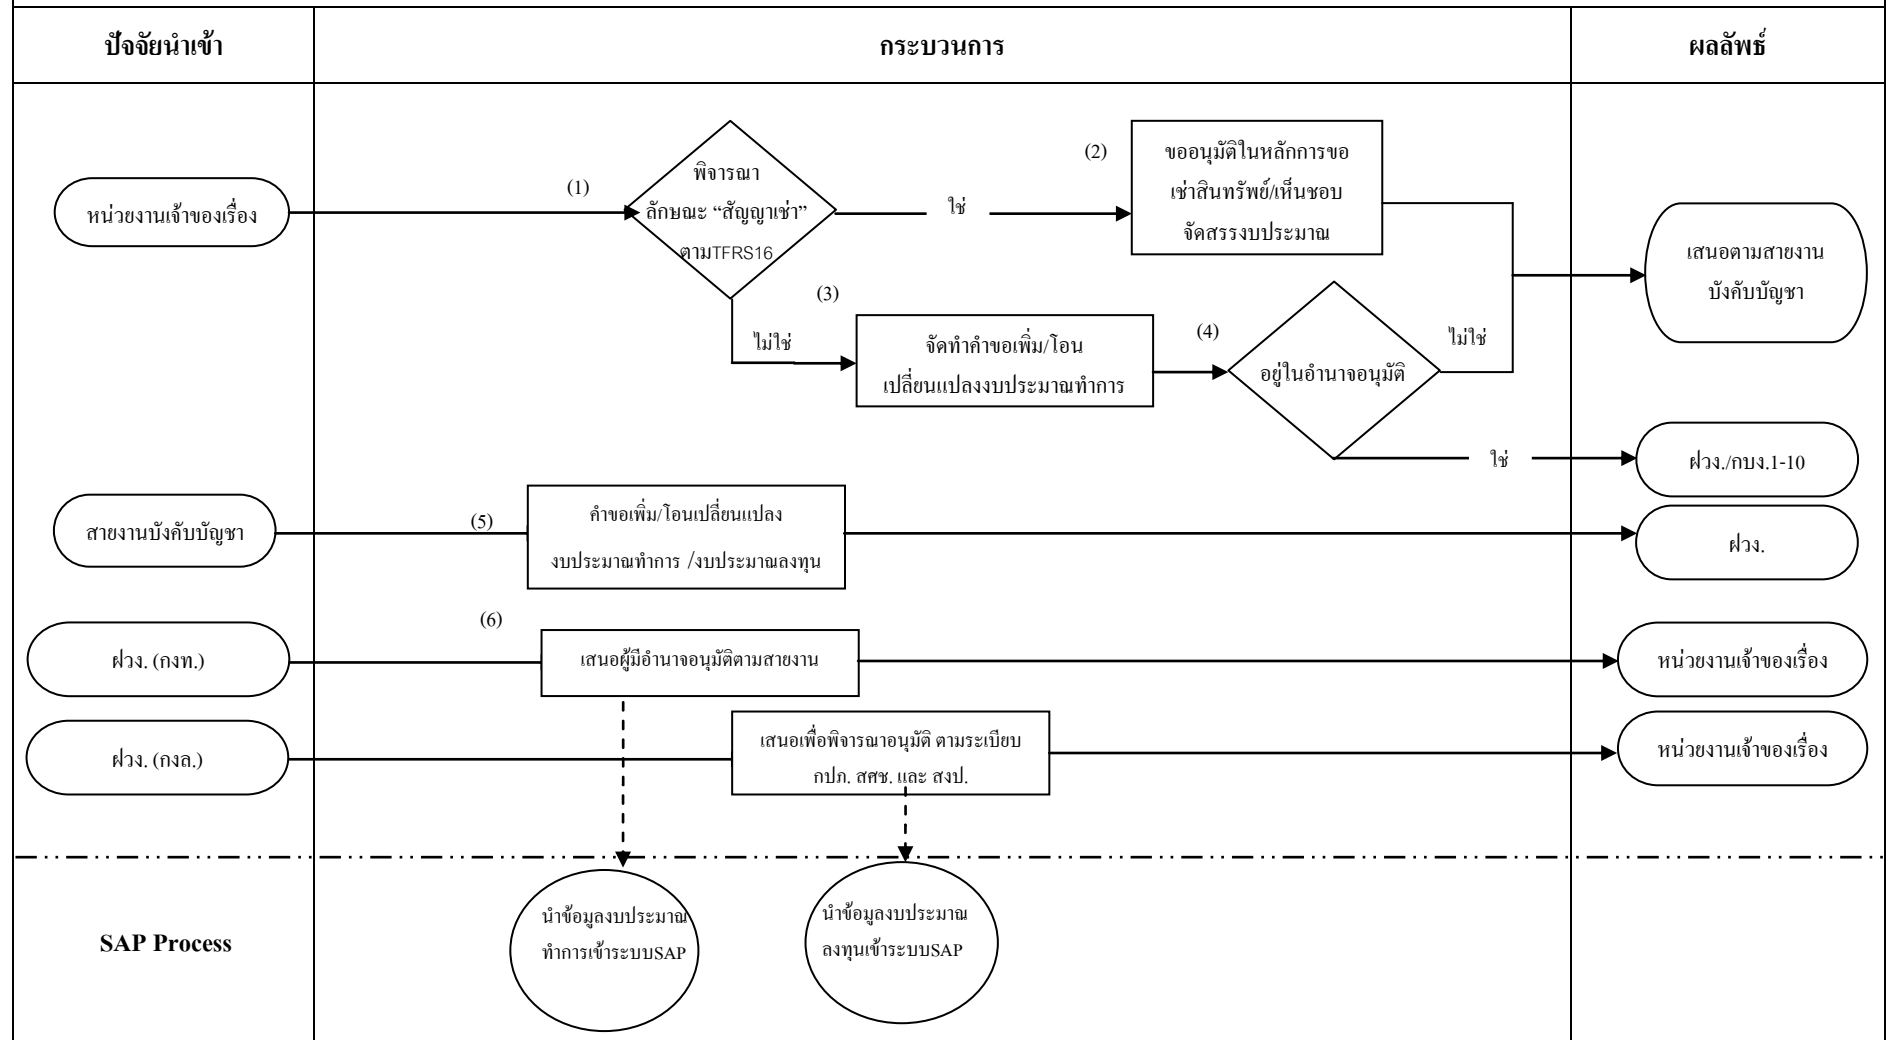 ปัจจัยนำเข้า
กระบวนการ
ผลลัพธ์
หน่วยงานเจ้าของเรื่อง
(1)
พิจารณา
ลักษณะ “สัญญาเช่า”
ตามTFRS16
ใช่
(2)
ขออนุมัติในหลักการขอ
เช่าสินทรัพย์/เห็นชอบ
จัดสรรงบประมาณ
เสนอตามสายงาน
บังคับบัญชา
ไม่ใช่
(3)
จัดทำคำขอเพิ่ม/โอน
เปลี่ยนแปลงงบประมาณทำการ
(4)
อยู่ในอำนาจอนุมัติ
ไม่ใช่
ใช่
ฝวง./กบง.1-10
สายงานบังคับบัญชา
(5)
คำขอเพิ่ม/โอนเปลี่ยนแปลง
งบประมาณทำการ /งบประมาณลงทุน
ฝวง.
(6)
ฝวง. (กงท.)
เสนอผู้มีอำนาจอนุมัติตามสายงาน
หน่วยงานเจ้าของเรื่อง
ฝวง. (กงล.)
เสนอเพื่อพิจารณาอนุมัติ ตามระเบียบ
กปภ. สศช. และ สงป.
หน่วยงานเจ้าของเรื่อง
SAP Process
นำข้อมูลงบประมาณ
ทำการเข้าระบบSAP
นำข้อมูลงบประมาณ
ลงทุนเข้าระบบSAP